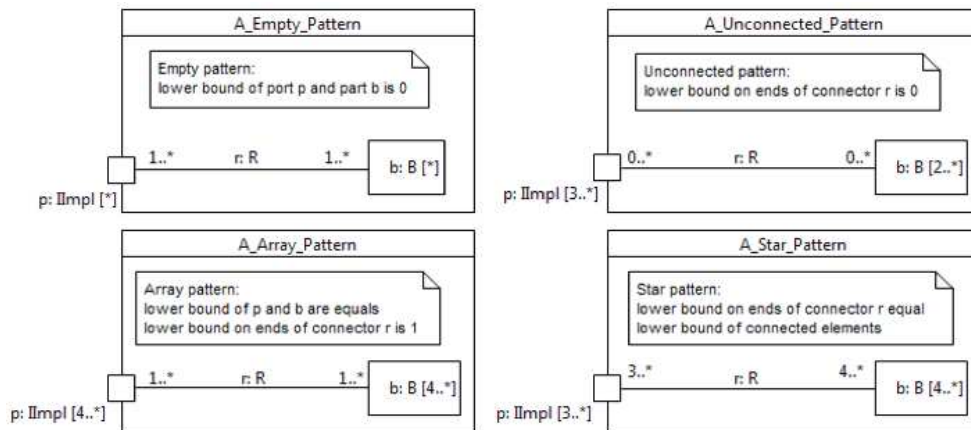 A_Empty_Pattern
Empty pattern:
lower bound of port p and part b is 0
1..* r: R 1..*
b: B [*]
p: IImpl [*]
A_Unconnected_Pattern
Unconnected pattern:
lower bound on ends of connector r is 0
0..* r: R 0..*
b: B [2..*]
p: IImpl [3..*]
A_Array_Pattern
Array pattern:
lower bound of p and b are equals
lower bound on ends of connector r is 1
1..* r: R 1..*
b: B [4..*]
p: IImpl [4..*]
A_Star_Pattern
Star pattern:
lower bound on ends of connector r equal
lower bound of connected elements
3..* r: R 4..*
b: B [4..*]
p: IImpl [3..*]